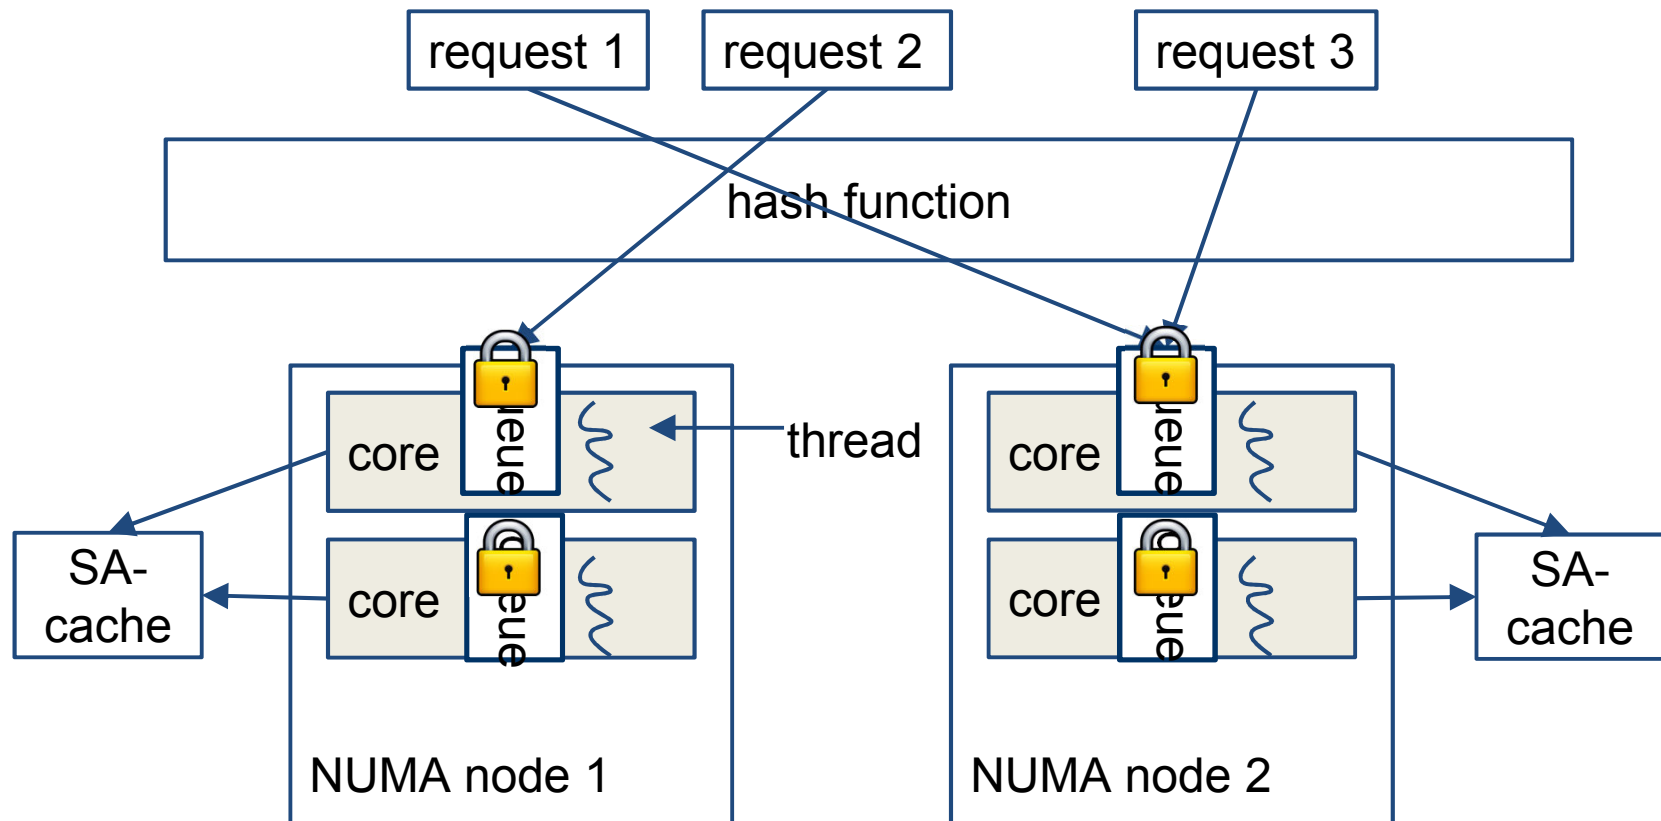 request 1
request 2
request 3
hash function
thread
core
core
core
core
SA-
cache
SA-
cache
NUMA node 1
NUMA node 2